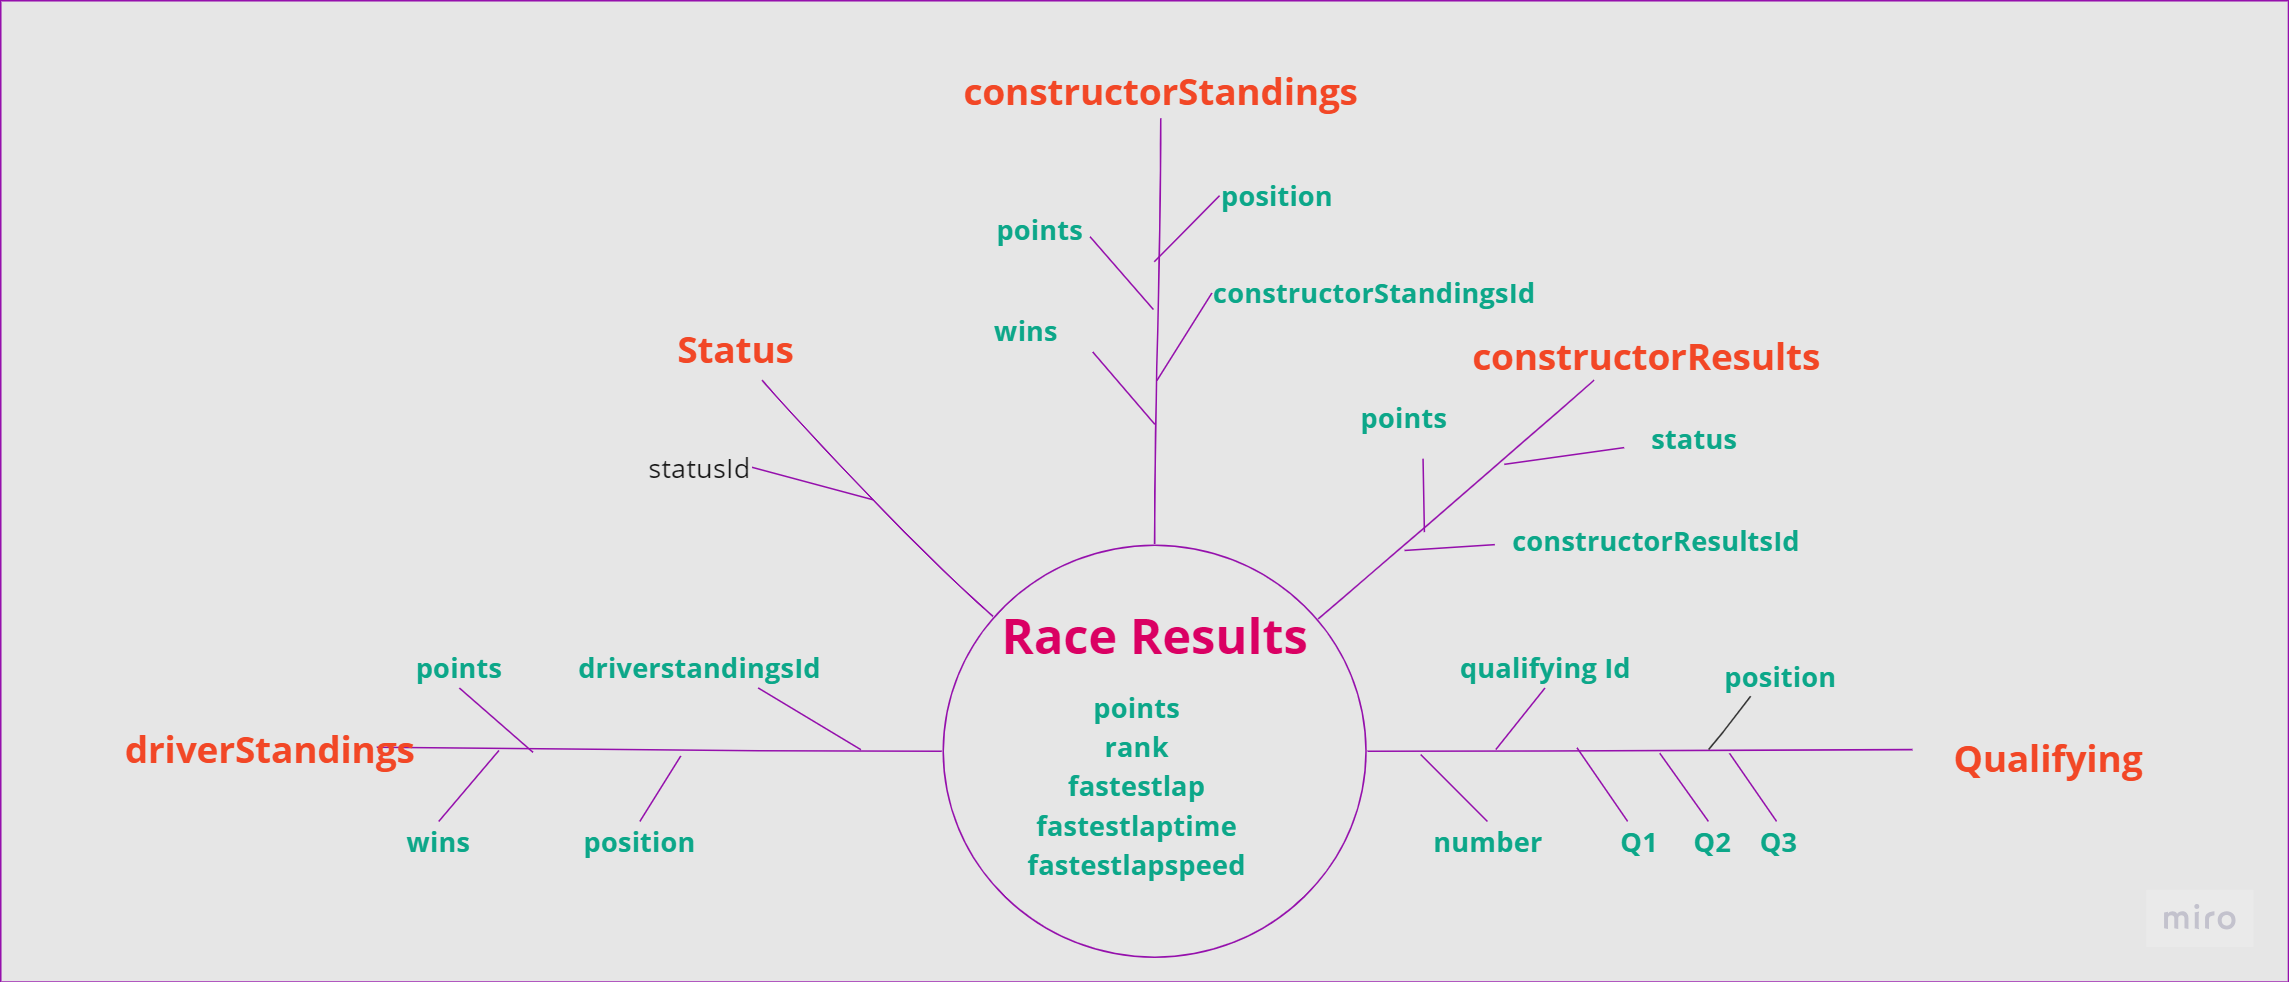 constructorStandings
position
points
constructorStandingsId
wins
Status
constructorResults
points
status
statusId
constructorResultsId
Race Results
points
driverstandingsId
qualifying Id
position
points
rank
driverStandings
Qualifying
fastestlap
fastestlaptime
wins
position
number
Q1
Q2
Q3
fastestlapspeed
miro